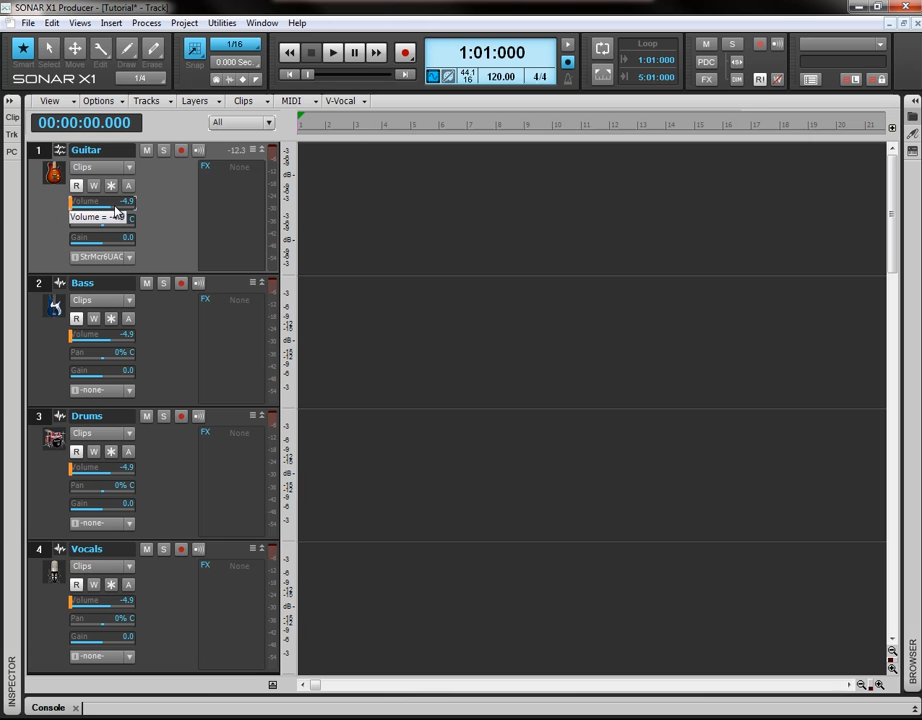 SONAR X1 Producer - [Tutorial* - Track]
File Edit Views Insert Process Project Utilities Window Help
Smart Select Move Edit Draw Erase
SONAR X1 1/4
Snap 1/16
0.000 Sec.
1:01:000
44.1 16 120.00 4/4
Loop
1:01:000
5:01:000
M S
PDC
FX R!
View Options Tracks Layers Clips MIDI V-Vocal
Clip
Trk
PC
00:00:00.000 All
1 2 3 4 5 6 7 8 9 10 11 12 13 14 15 16 17 18 19 20 21
1 Guitar M S -12.3
Clips FX None
R W * A
Volume -4.9
C
Gain 0.0
StrMcr6UAC
2 Bass M S
Clips FX None
R W * A
Volume -4.9
Pan 0% C
Gain 0.0
-none-
3 Drums M S
Clips FX None
R W * A
Volume -4.9
Pan 0% C
Gain 0.0
-none-
4 Vocals M S
Clips FX None
R W * A
Volume -4.9
Pan 0% C
Gain 0.0
-none-
INSPECTOR
BROWSER
Console